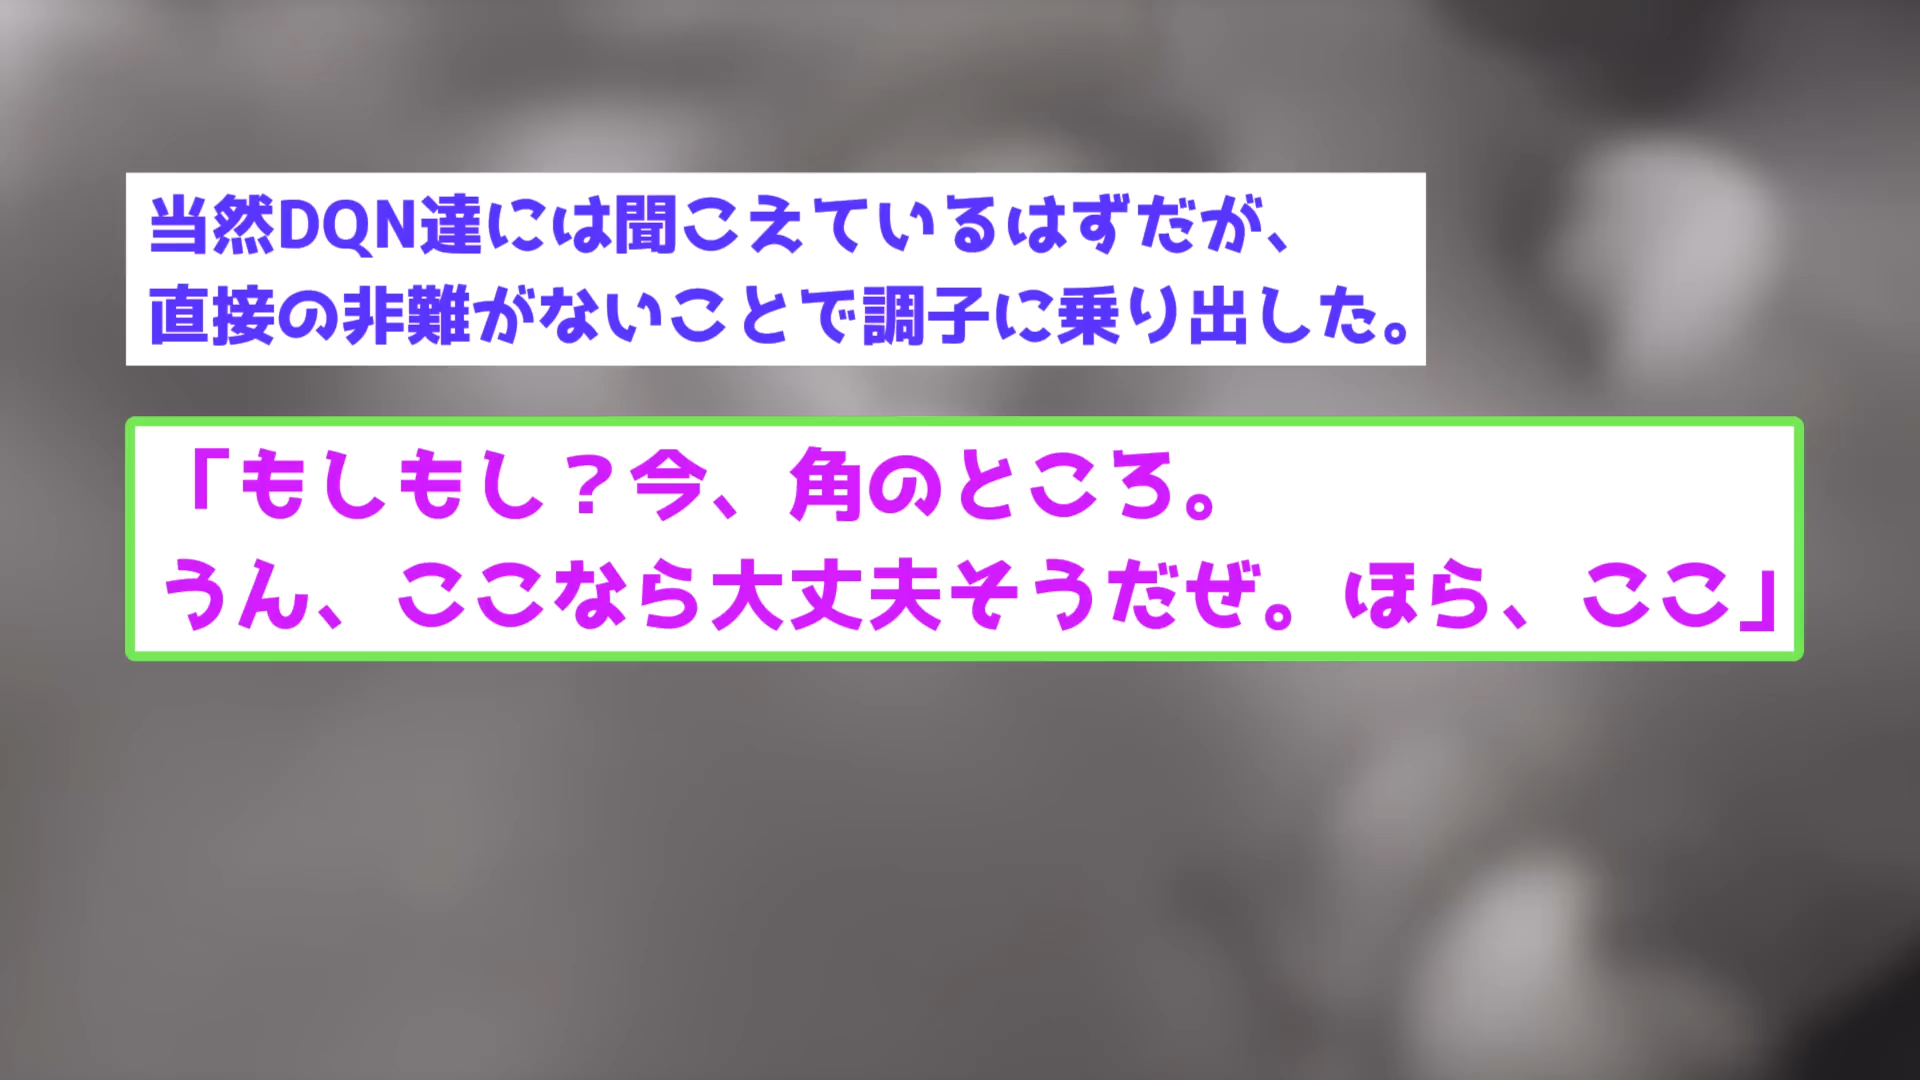 当然DQN達には聞こえているはずだが、
直接の非難がないことで調子に乗り出した。
「もしもし？今、角のところ。
うん、ここなら大丈夫そうだぜ。ほら、ここ」